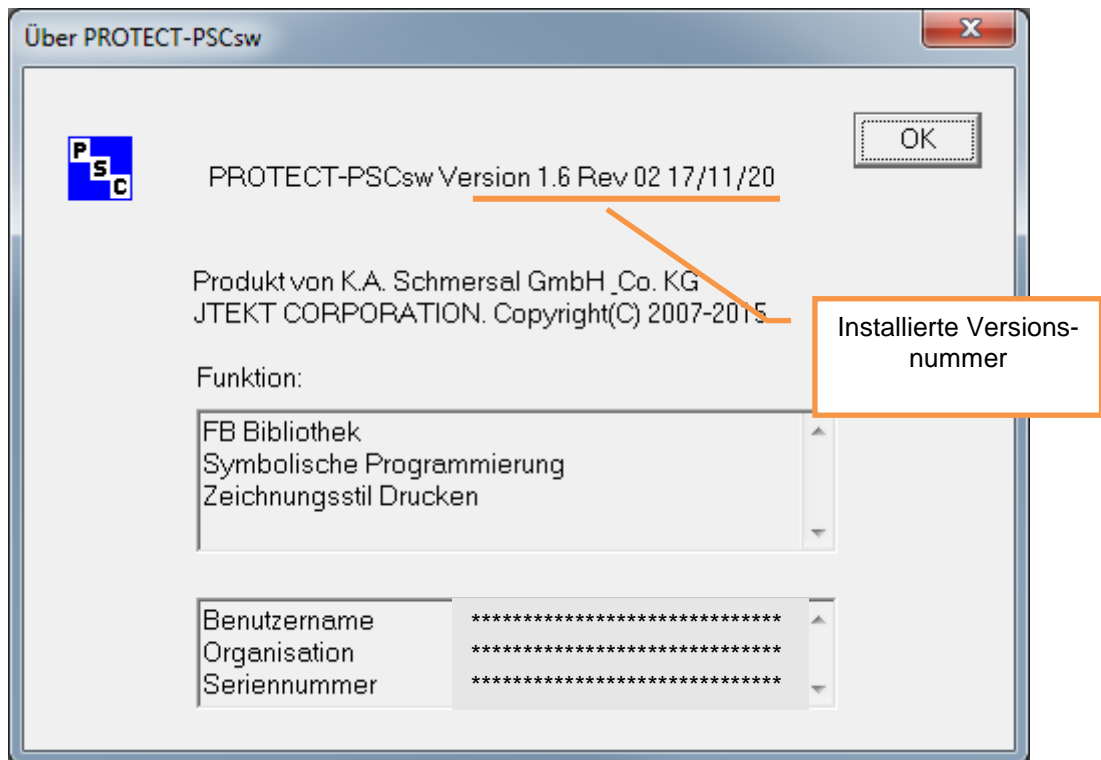 Über PROTECT-PSCsw
x
OK
P
S
C
PROTECT-PSCsw Version 1.6 Rev 02 17/11/20
Produkt von K.A. Schmersal GmbH _Co. KG
JTEKT CORPORATION. Copyright(C) 2007-2015
Installierte Versions-
nummer
Funktion:
FB Bibliothek
Symbolische Programmierung
Zeichnungsstil Drucken
Benutzername ******************************
Organisation ******************************
Seriennummer ******************************